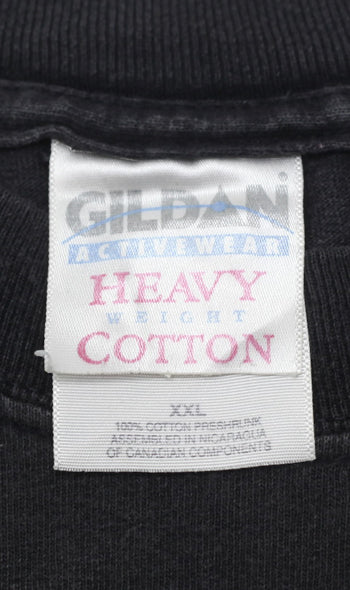 GILDAN®
ACTIVEWEAR
HEAVY
WEIGHT
COTTON
XXL
100% COTTON PRESHRUNK
ASSEMBLED IN NICARAGUA
OF CANADIAN COMPONENTS